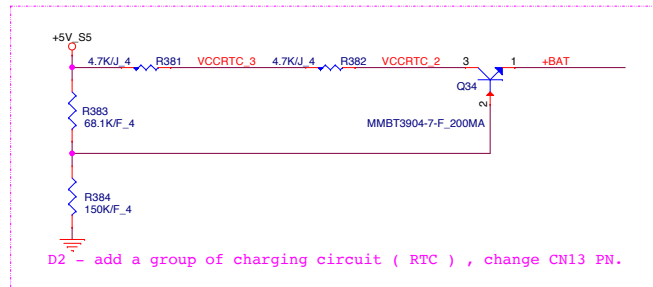 +5V_S5
4.7K/J_4 R381 VCCRTC_3 4.7K/J_4 R382 VCCRTC_2 3 1 +BAT
Q34
2
R383
68.1K/F_4
MMBT3904-7-F_200MA
R384
150K/F_4
D2 - add a group of charging circuit ( RTC ) , change CN13 PN.